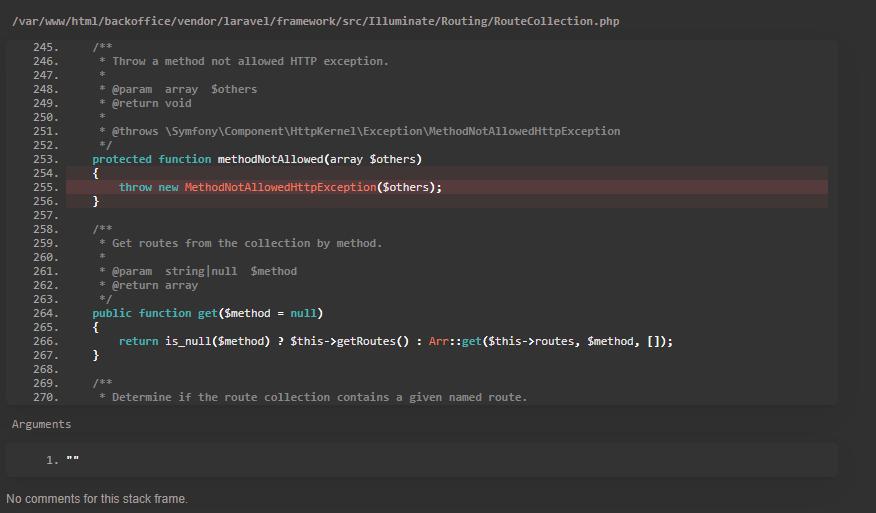 /var/www/html/backoffice/vendor/laravel/framework/src/Illuminate/Routing/RouteCollection.php
245.     /**
246.      * Throw a method not allowed HTTP exception.
247.      *
248.      * @param  array  $others
249.      * @return void
250.      *
251.      * @throws \Symfony\Component\HttpKernel\Exception\MethodNotAllowedHttpException
252.      */
253.     protected function methodNotAllowed(array $others)
254.     {
255.         throw new MethodNotAllowedHttpException($others);
256.     }
257.
258.     /**
259.      * Get routes from the collection by method.
260.      *
261.      * @param  string|null  $method
262.      * @return array
263.      */
264.     public function get($method = null)
265.     {
266.         return is_null($method) ? $this->getRoutes() : Arr::get($this->routes, $method, []);
267.     }
268.
269.     /**
270.      * Determine if the route collection contains a given named route.
Arguments
1. ""
No comments for this stack frame.